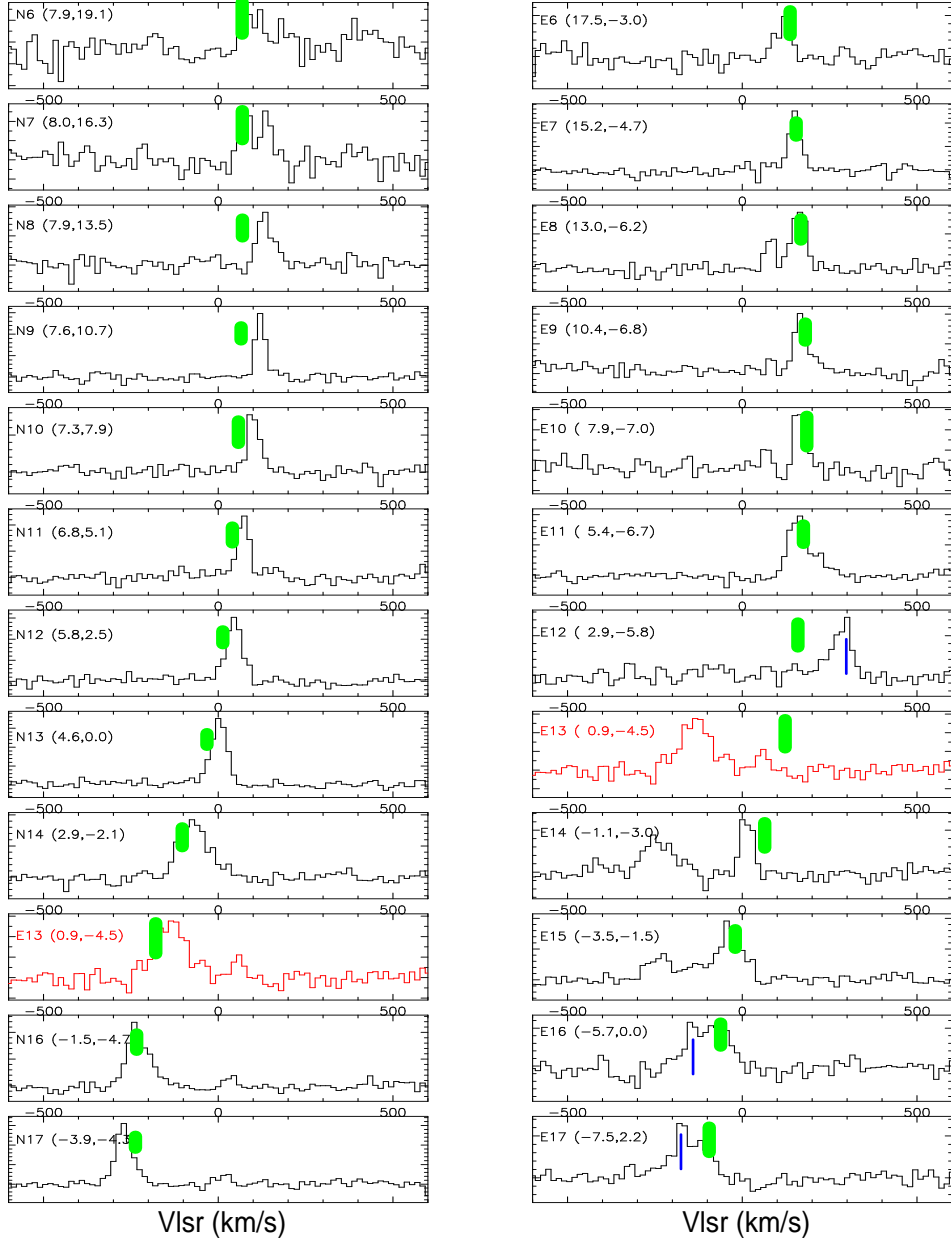 N6 (7.9,19.1)
-500 0 500
N7 (8.0,16.3)
-500 0 500
N8 (7.9,13.5)
-500 0 500
N9 (7.6,10.7)
-500 0 500
N10 (7.3,7.9)
-500 0 500
N11 (6.8,5.1)
-500 0 500
N12 (5.8,2.5)
-500 0 500
N13 (4.6,0.0)
-500 0 500
N14 (2.9,-2.1)
-500 0 500
E13 (0.9,-4.5)
-500 0 500
N16 (-1.5,-4.7
-500 0 500
N17 (-3.9,-4.3
Vlsr (km/s)
E6 (17.5,-3.0)
-500 0 500
E7 (15.2,-4.7)
-500 0 500
E8 (13.0,-6.2)
-500 0 500
E9 (10.4,-6.8)
-500 0 500
E10 ( 7.9,-7.0)
-500 0 500
E11 ( 5.4,-6.7)
-500 0 500
E12 ( 2.9,-5.8)
-500 0 500
E13 ( 0.9,-4.5)
-500 0 500
E14 (-1.1,-3.0)
-500 0 500
E15 (-3.5,-1.5)
-500 0 500
E16 (-5.7,0.0)
-500 0 500
E17 (-7.5,2.2)
Vlsr (km/s)